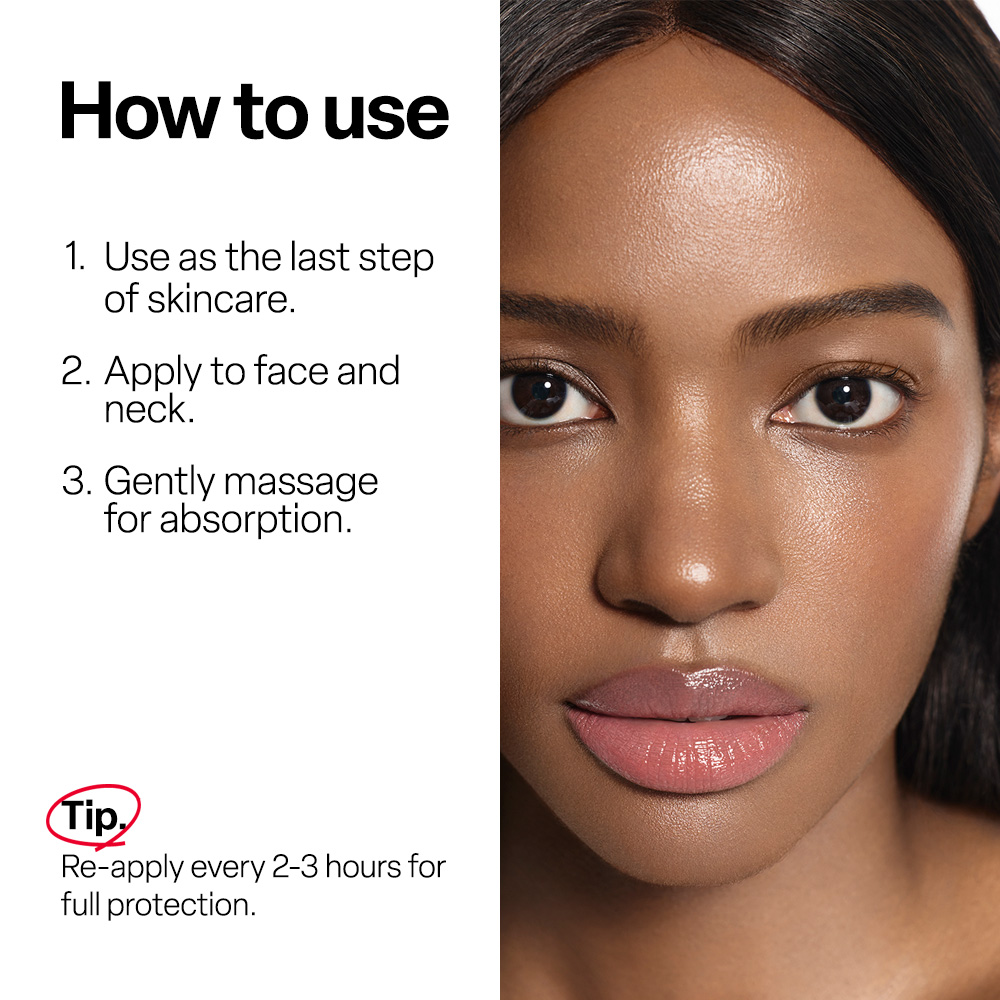 How to use
1. Use as the last step
of skincare.
2. Apply to face and
neck.
3. Gently massage
for absorption.
Tip.
Re-apply every 2-3 hours for
full protection.